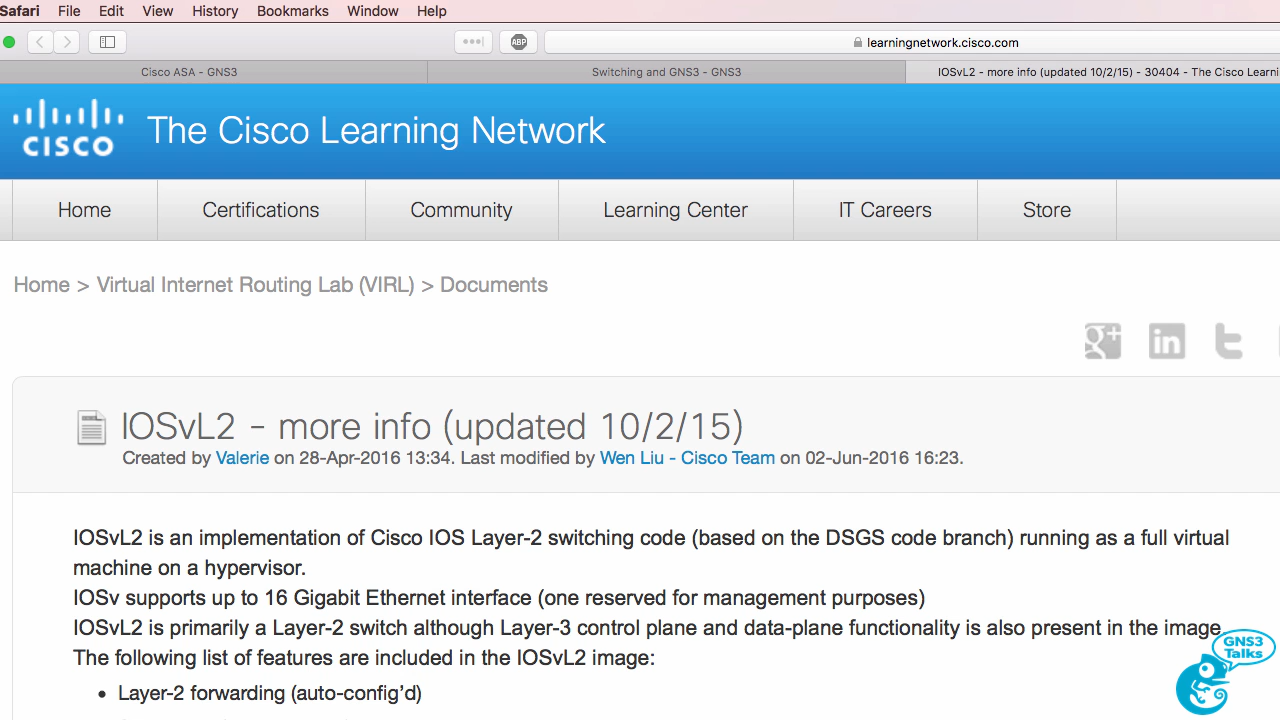 Safari File Edit View History Bookmarks Window Help
ABP learningnetwork.cisco.com
Cisco ASA - GNS3 Switching and GNS3 - GNS3 IOSvL2 - more info (updated 10/2/15) - 30404 - The Cisco Learni
CISCO The Cisco Learning Network
Home Certifications Community Learning Center IT Careers Store
Home > Virtual Internet Routing Lab (VIRL) > Documents
g+ in t
IOSvL2 - more info (updated 10/2/15)
Created by Valerie on 28-Apr-2016 13:34. Last modified by Wen Liu - Cisco Team on 02-Jun-2016 16:23.
IOSvL2 is an implementation of Cisco IOS Layer-2 switching code (based on the DSGS code branch) running as a full virtual
machine on a hypervisor.
IOSv supports up to 16 Gigabit Ethernet interface (one reserved for management purposes)
IOSvL2 is primarily a Layer-2 switch although Layer-3 control plane and data-plane functionality is also present in the image
The following list of features are included in the IOSvL2 image:
• Layer-2 forwarding (auto-config’d)
GNS3
Talks